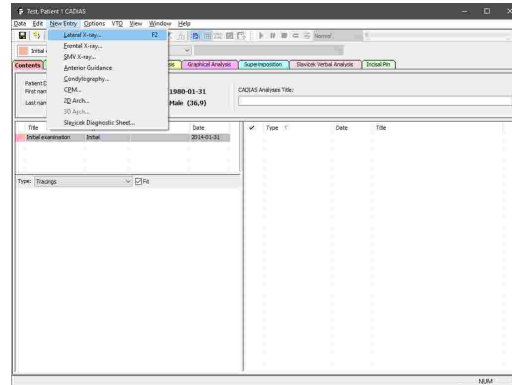 Test, Patient 1 CADIAS
Data Edit New Entry Options VTO View Window Help
Lateral X-ray... F2
Frontal X-ray...
SMV X-ray...
Anterior Guidance
Condylography...
CPM...
2D Arch...
3D Arch...
Slavicek Diagnostic Sheet...
Normal
Initial
Contents Graphical Analysis Superimposition Slavicek Verbal Analysis Incisal Pin
Patient
First nam 1980-01-31 CADIAS Analyses Title:
Last nam Male (36,9)
Title Date Type Date Title
Initial examination Initial 2014-01-31
Type: Tracings Fit
NUM